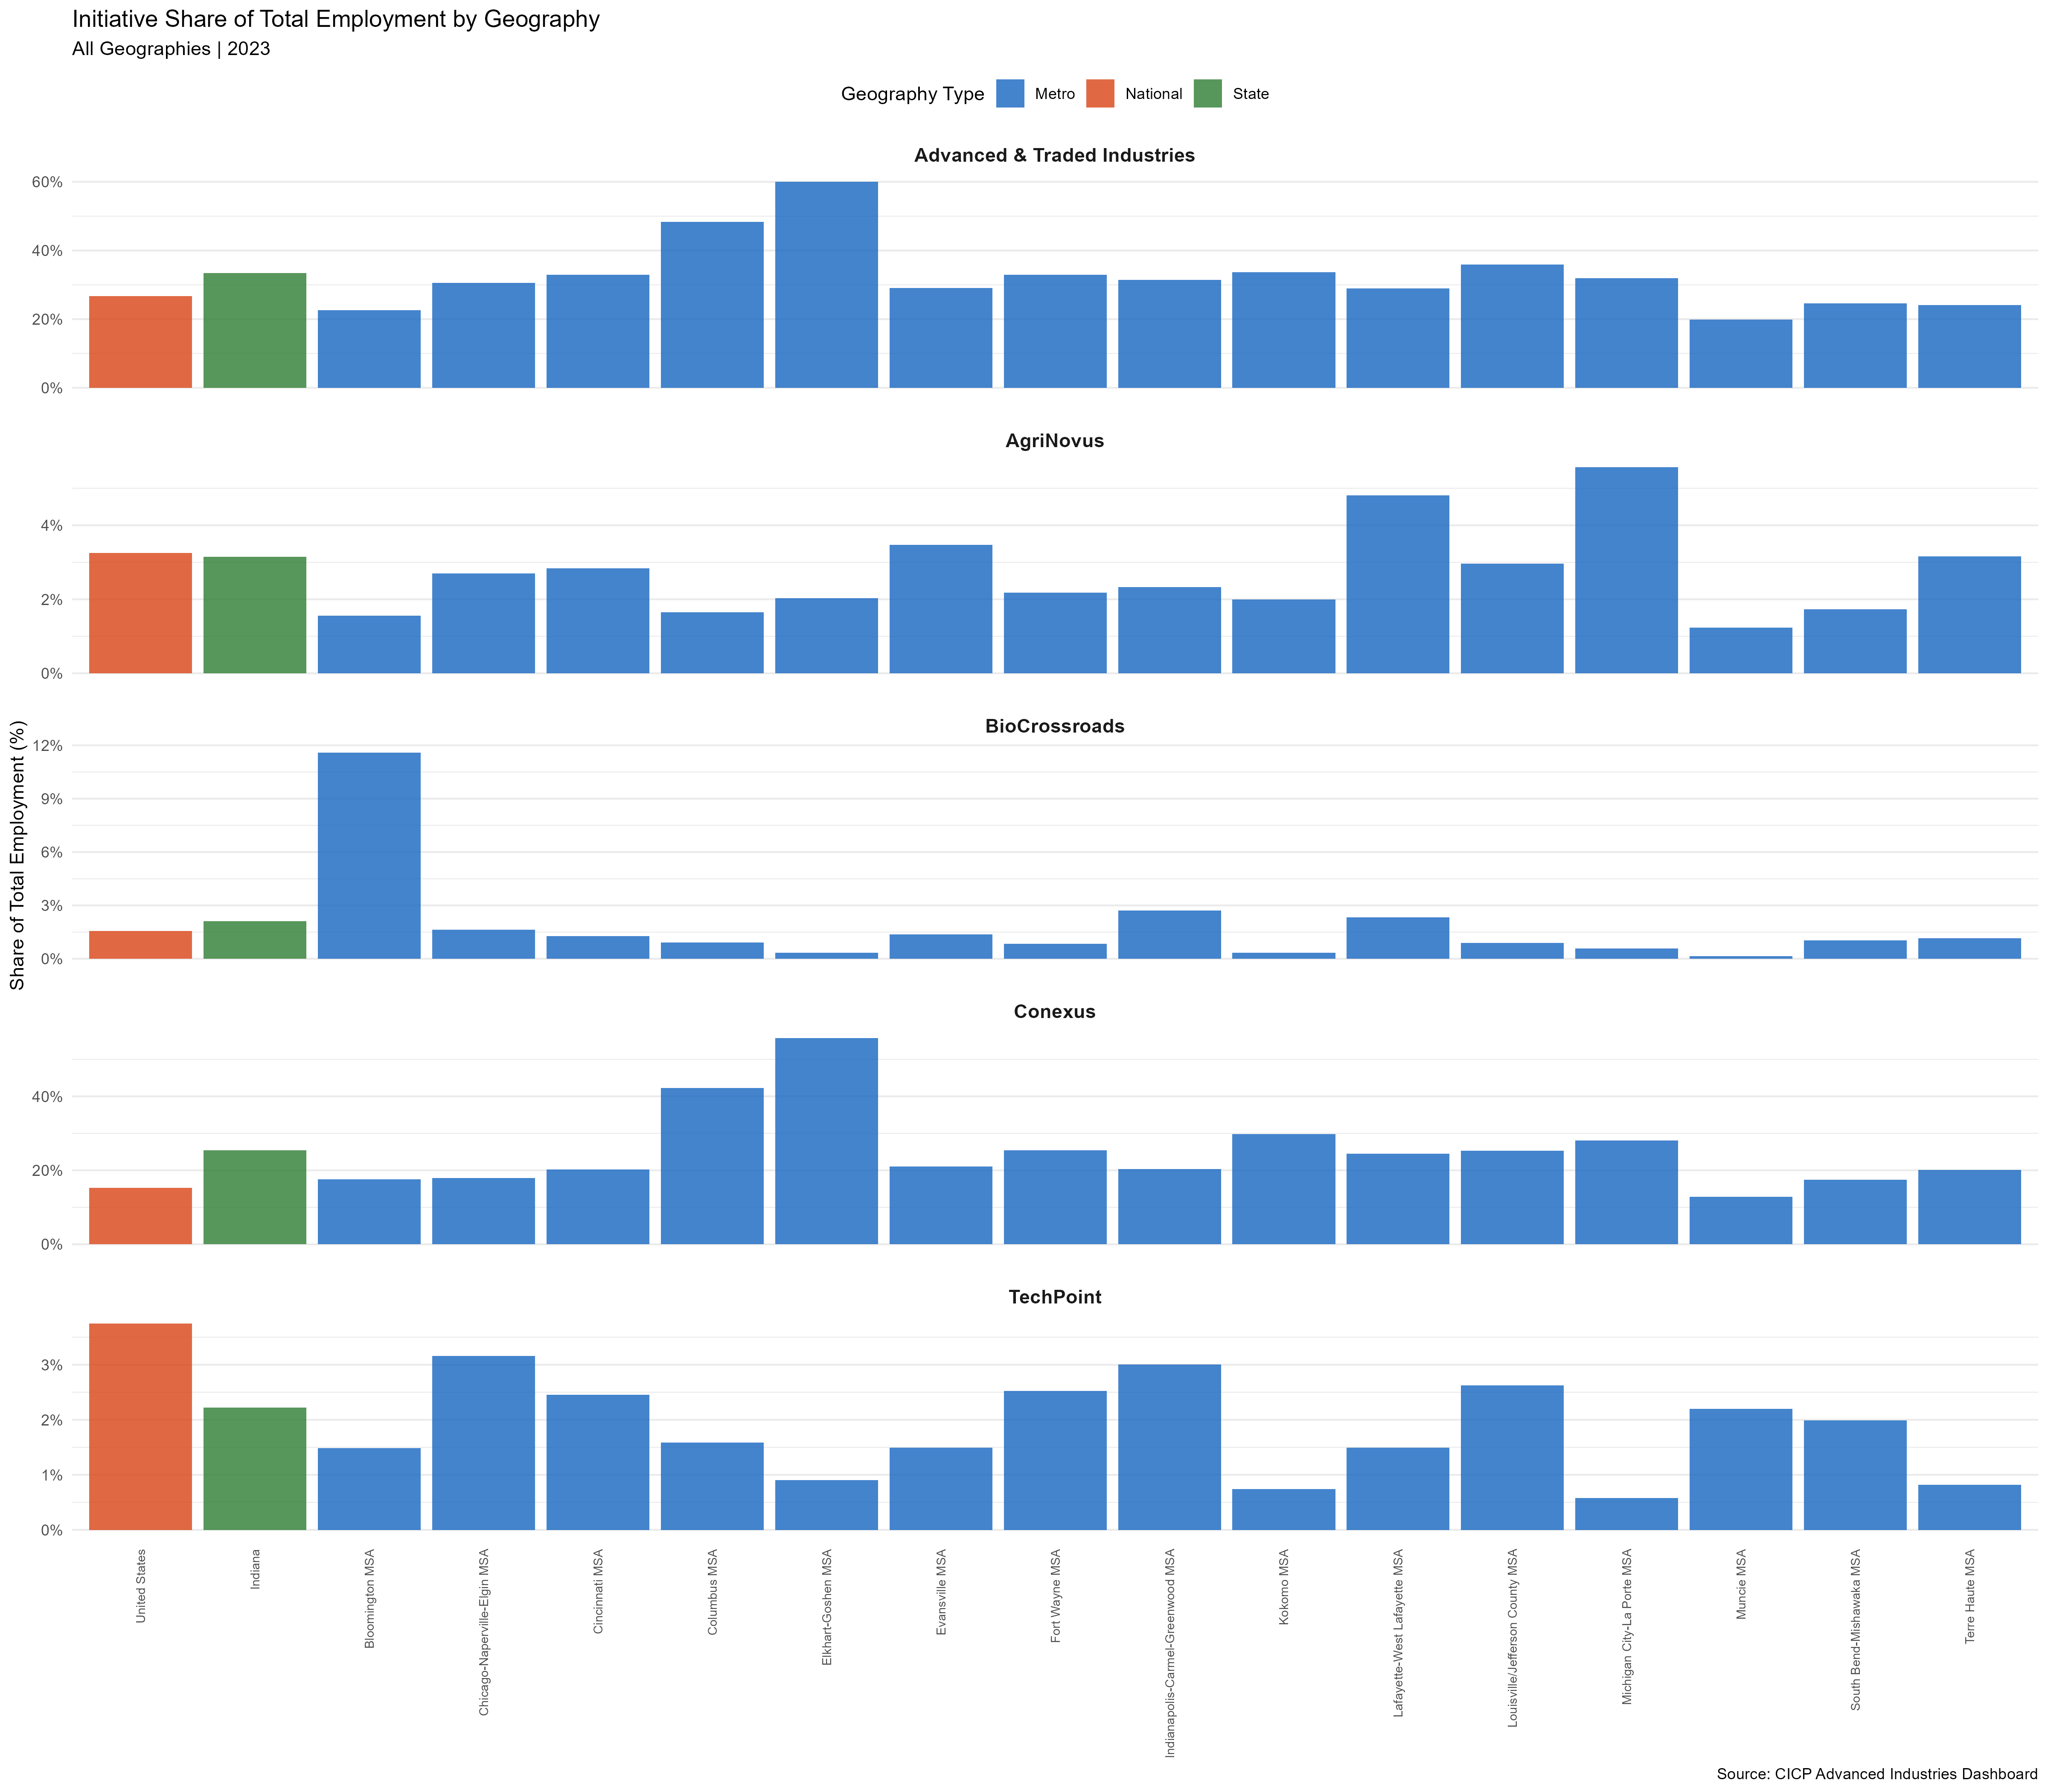 Initiative Share of Total Employment by Geography
All Geographies | 2023
Geography Type Metro National State
Share of Total Employment (%)
Advanced & Traded Industries
60%
40%
20%
0%
AgriNovus
4%
2%
0%
BioCrossroads
12%
9%
6%
3%
0%
Conexus
40%
20%
0%
TechPoint
3%
2%
1%
0%
United States
Indiana
Bloomington MSA
Chicago-Naperville-Elgin MSA
Cincinnati MSA
Columbus MSA
Elkhart-Goshen MSA
Evansville MSA
Fort Wayne MSA
Indianapolis-Carmel-Greenwood MSA
Kokomo MSA
Lafayette-West Lafayette MSA
Louisville/Jefferson County MSA
Michigan City-La Porte MSA
Muncie MSA
South Bend-Mishawaka MSA
Terre Haute MSA
Source: CICP Advanced Industries Dashboard